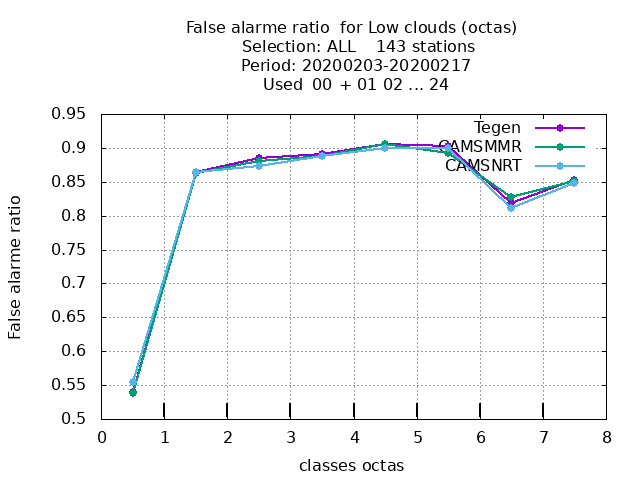 False alarme ratio  for Low clouds (octas)
Selection: ALL    143 stations
Period: 20200203-20200217
Used  00 + 01 02 ... 24
0.95
0.9
0.85
0.8
0.75
0.7
0.65
0.6
0.55
0.5
False alarme ratio
Tegen
CAMSMMR
CAMSNRT
0 1 2 3 4 5 6 7 8
classes octas